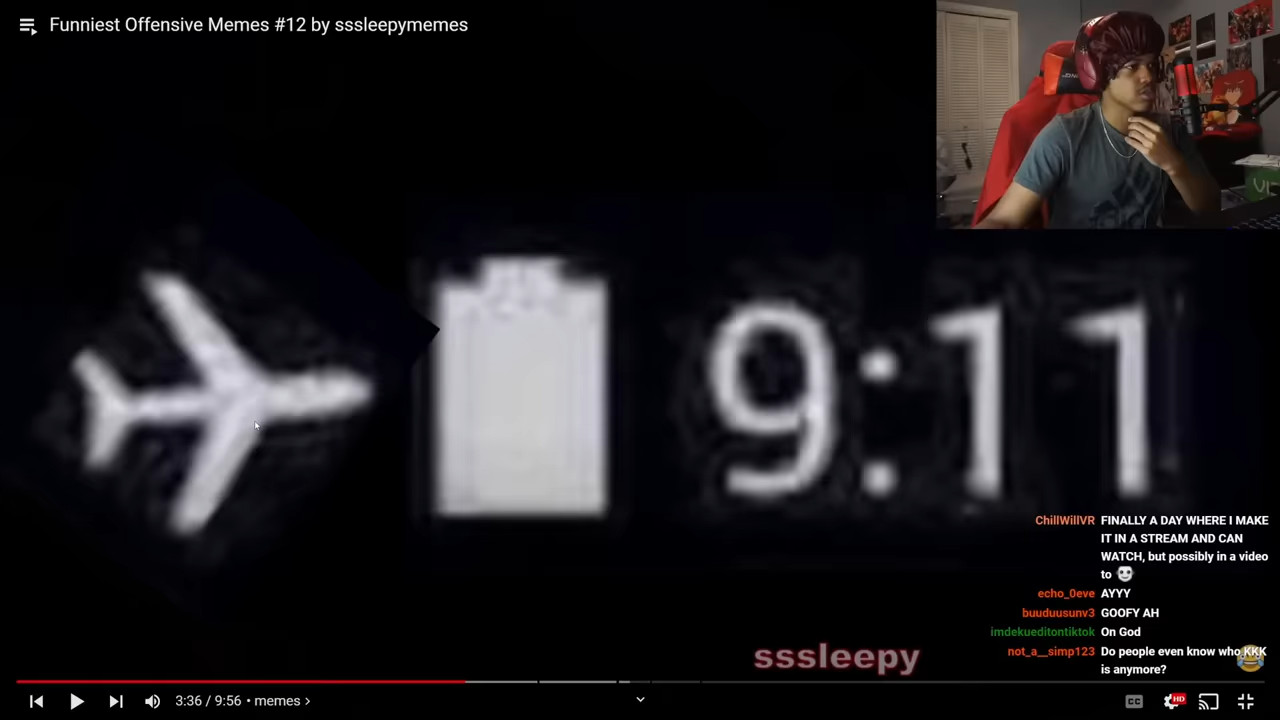 Funniest Offensive Memes #12 by sssleepymemes
9:11
ChillWillVR FINALLY A DAY WHERE I MAKE
IT IN A STREAM AND CAN
WATCH, but possibly in a video
to
echo_0eve AYYY
buuduusunv3 GOOFY AH
imdekueditontiktok On God
not_a__simp123 Do people even know who KKK
is anymore?
sssleepy
3:36 / 9:56 • memes >
CC
HD